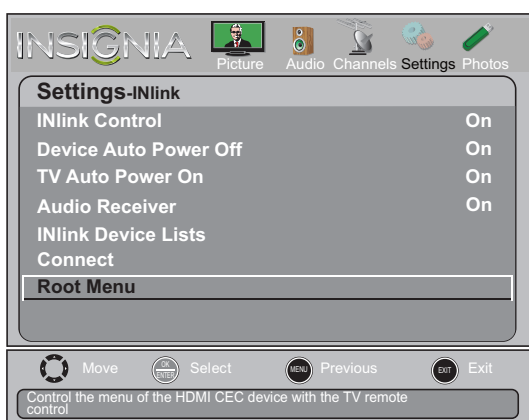 INSIGNIA
Picture Audio Channels Settings Photos
Settings-INlink
INlink Control On
Device Auto Power Off On
TV Auto Power On On
Audio Receiver On
INlink Device Lists
Connect
Root Menu
Move OK ENTER Select MENU Previous EXIT Exit
Control the menu of the HDMI CEC device with the TV remote
control